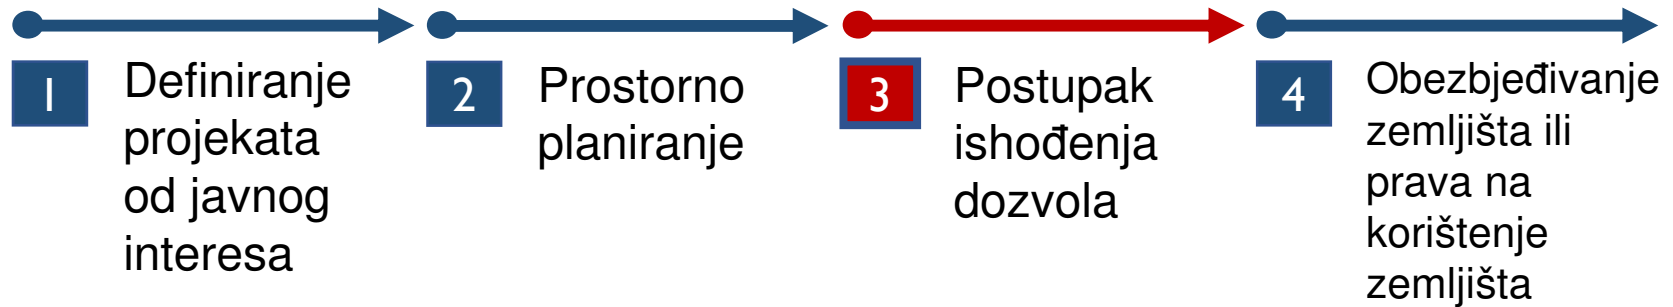 1
Definiranje
projekata
od javnog
interesa
2
Prostorno
planiranje
3
Postupak
ishođenja
dozvola
4
Obezbjeđivanje
zemljišta ili
prava na
korištenje
zemljišta